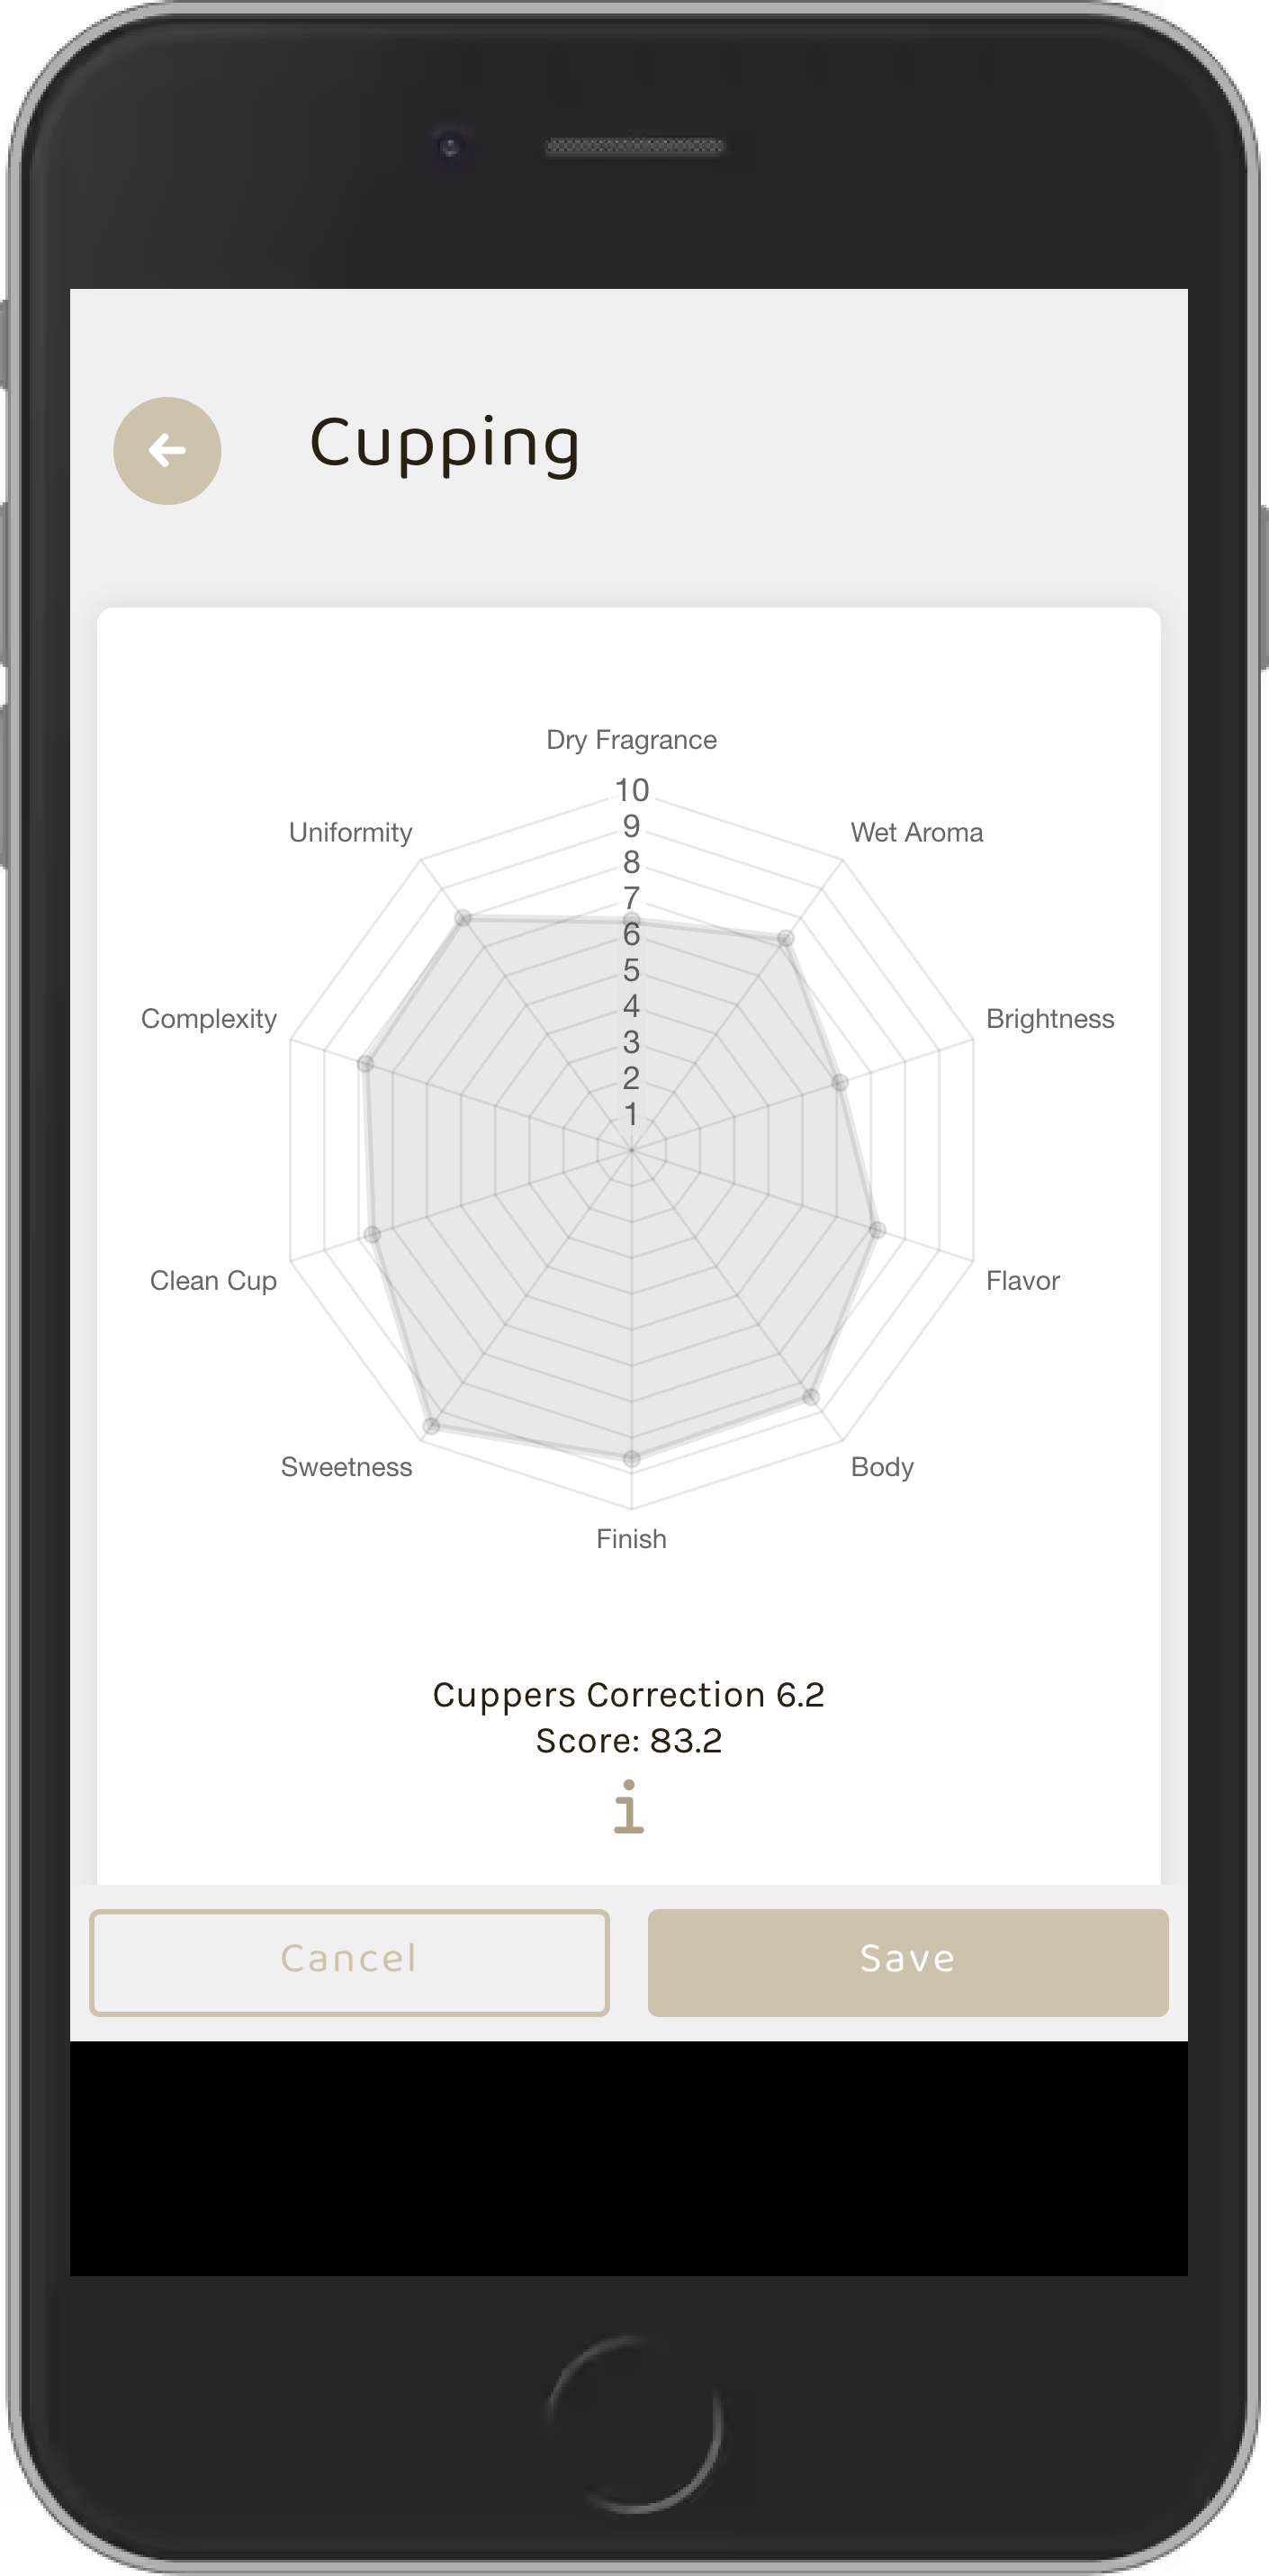 Cupping
Dry Fragrance
10
Uniformity
9
Wet Aroma
8
7
6
5
4
Complexity
Brightness
3
2
1
Clean Cup
Flavor
Sweetness
Body
Finish
Cuppers Correction 6.2
Score: 83.2
Cancel
Save